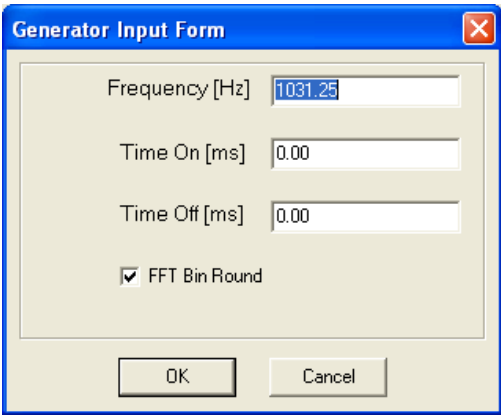 Generator Input Form
Frequency [Hz] 1031.25
Time On [ms] 0.00
Time Off [ms] 0.00
FFT Bin Round
OK Cancel